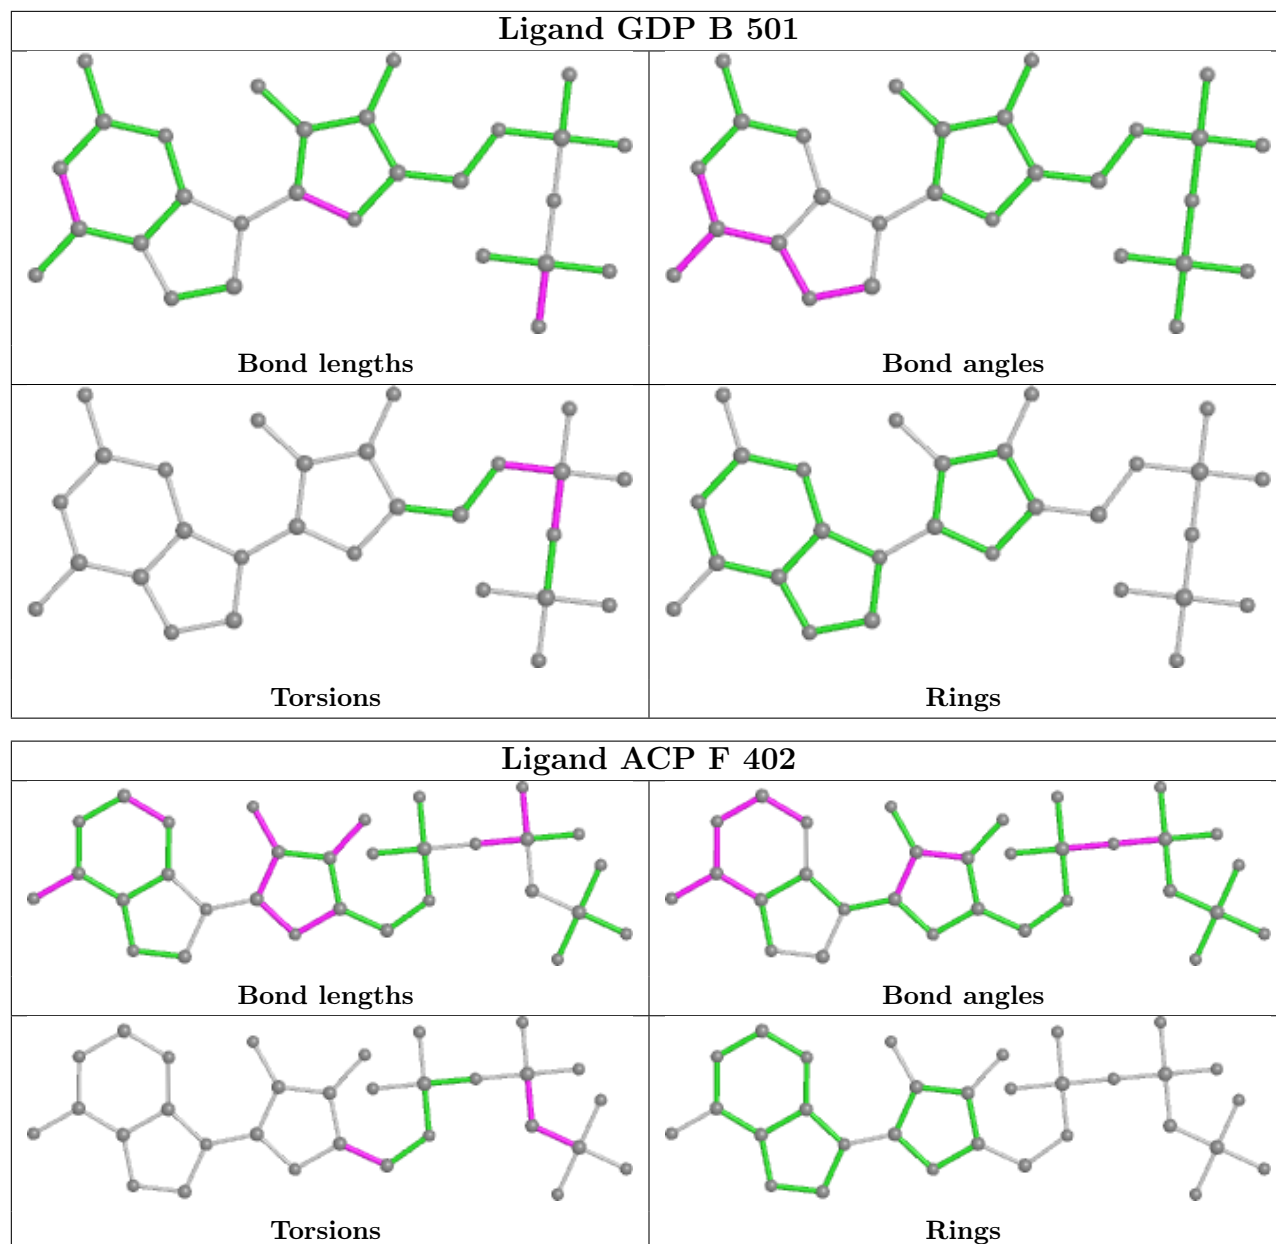 Ligand GDP B 501
Bond lengths
Bond angles
Torsions
Rings
Ligand ACP F 402
Bond lengths
Bond angles
Torsions
Rings